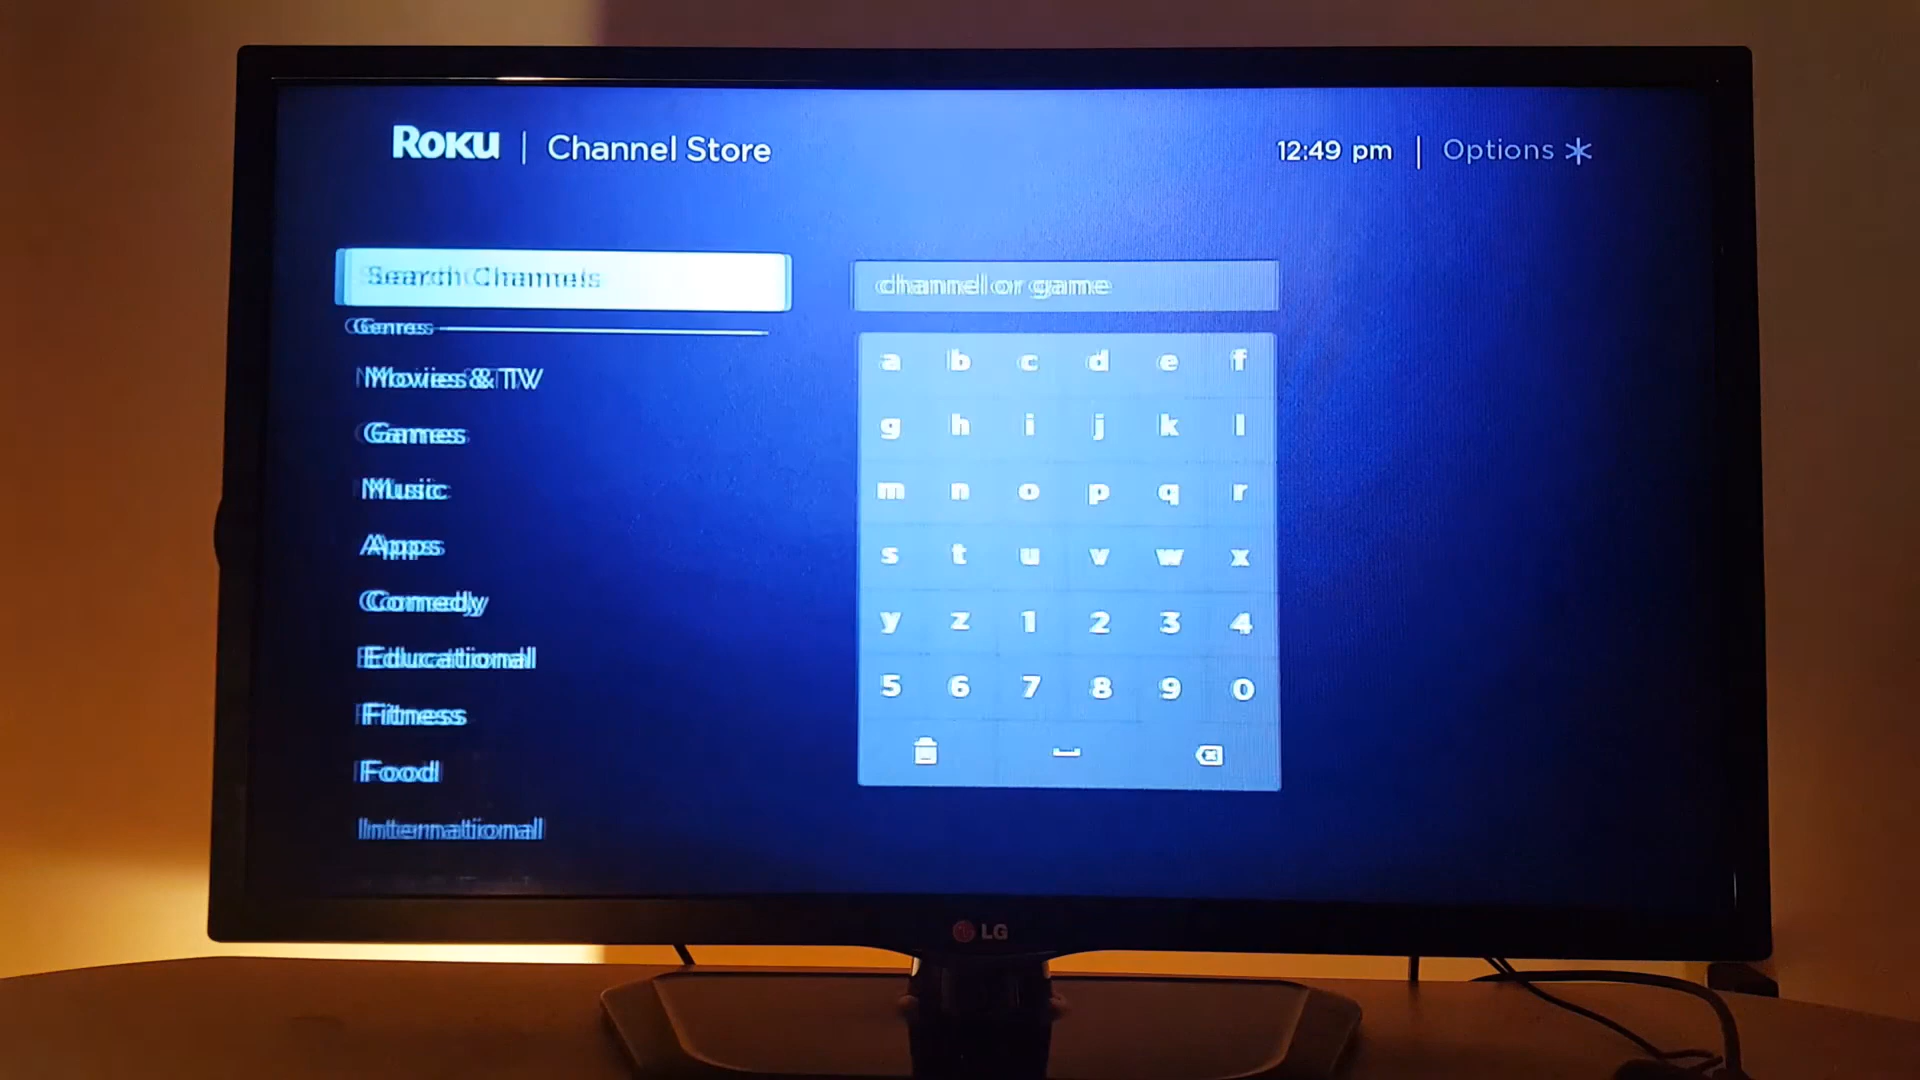 ROKU | Channel Store
12:49 pm | Options
Search Channels
Genres
Movies & TV
Games
Music
Apps
Comedy
Educational
Fitness
Food
International
channel or game
a b c d e f
g h i j k l
m n o p q r
s t u v w x
y z 1 2 3 4
5 6 7 8 9 0
LG